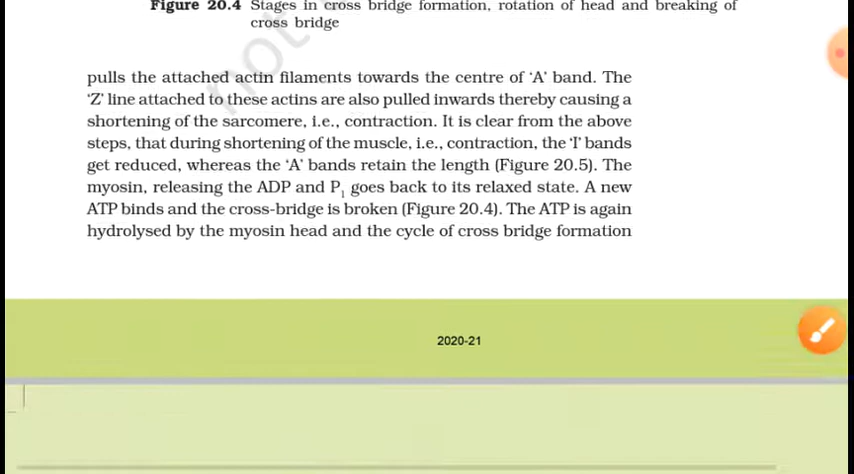 Figure 20.4 Stages in cross bridge formation, rotation of head and breaking of
cross bridge
not
pulls the attached actin filaments towards the centre of 'A' band. The
'Z' line attached to these actins are also pulled inwards thereby causing a
shortening of the sarcomere, i.e., contraction. It is clear from the above
steps, that during shortening of the muscle, i.e., contraction, the 'I' bands
get reduced, whereas the 'A' bands retain the length (Figure 20.5). The
myosin, releasing the ADP and P₁ goes back to its relaxed state. A new
ATP binds and the cross-bridge is broken (Figure 20.4). The ATP is again
hydrolysed by the myosin head and the cycle of cross bridge formation
2020-21